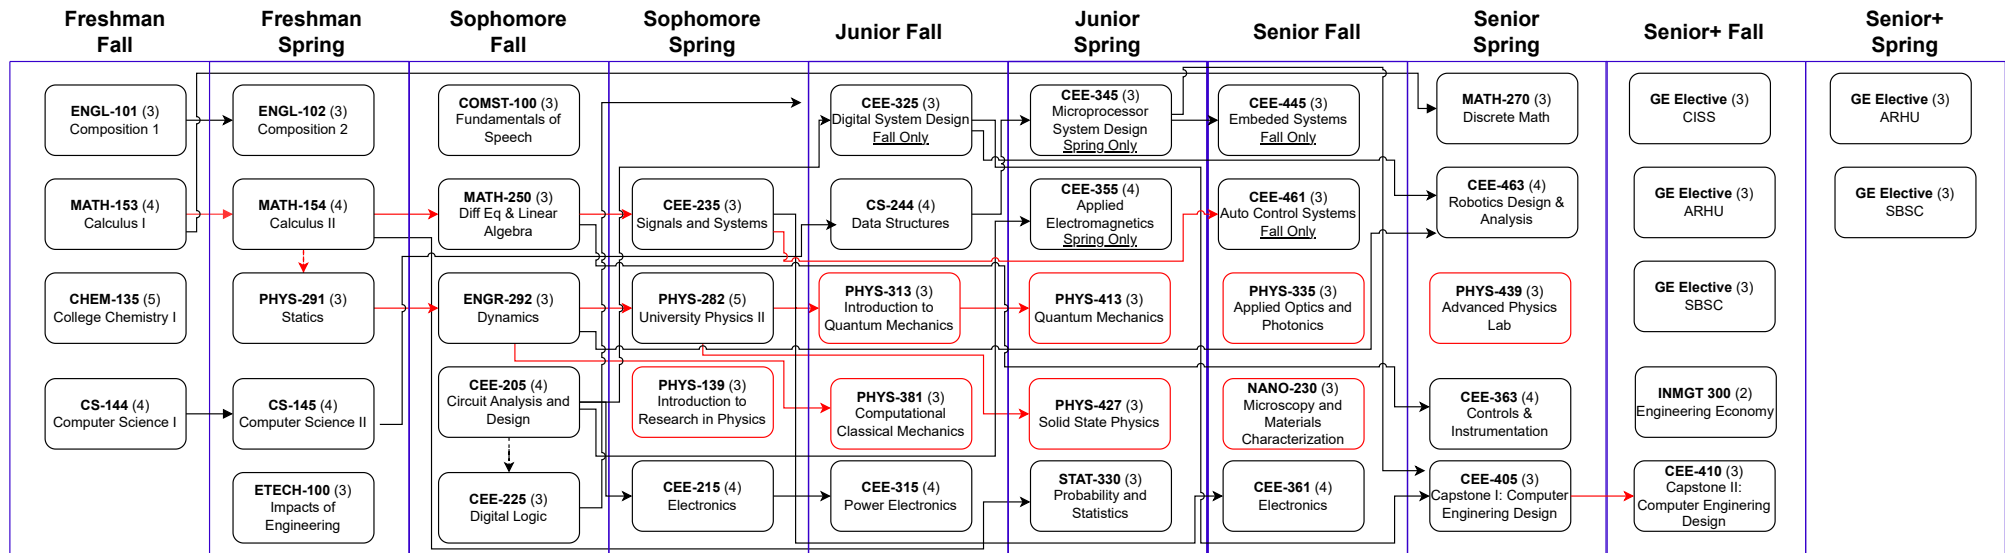 Freshman
Fall
Freshman
Spring
Sophomore
Fall
Sophomore
Spring
Junior Fall
Junior
Spring
Senior Fall
Senior
Spring
Senior+ Fall
Senior+
Spring
ENGL-101 (3)
Composition 1
MATH-153 (4)
Calculus I
CHEM-135 (5)
College Chemistry I
CS-144 (4)
Computer Science I
ENGL-102 (3)
Composition 2
MATH-154 (4)
Calculus II
PHYS-291 (3)
Statics
CS-145 (4)
Computer Science II
ETECH-100 (3)
Impacts of
Engineering
COMST-100 (3)
Fundamentals of
Speech
MATH-250 (3)
Diff Eq & Linear
Algebra
ENGR-292 (3)
Dynamics
CEE-205 (4)
Circuit Analysis and
Design
CEE-225 (3)
Digital Logic
CEE-235 (3)
Signals and Systems
PHYS-282 (5)
University Physics II
PHYS-139 (3)
Introduction to
Research in Physics
CEE-215 (4)
Electronics
CEE-325 (3)
Digital System Design
Fall Only
CS-244 (4)
Data Structures
PHYS-313 (3)
Introduction to
Quantum Mechanics
PHYS-381 (3)
Computational
Classical Mechanics
CEE-315 (4)
Power Electronics
CEE-345 (3)
Microprocessor
System Design
Spring Only
CEE-355 (4)
Applied
Electromagnetics
Spring Only
PHYS-413 (3)
Quantum Mechanics
PHYS-427 (3)
Solid State Physics
STAT-330 (3)
Probability and
Statistics
CEE-445 (3)
Embeded Systems
Fall Only
CEE-461 (3)
Auto Control Systems
Fall Only
PHYS-335 (3)
Applied Optics and
Photonics
NANO-230 (3)
Microscopy and
Materials
Characterization
CEE-361 (4)
Electronics
MATH-270 (3)
Discrete Math
CEE-463 (4)
Robotics Design &
Analysis
PHYS-439 (3)
Advanced Physics
Lab
CEE-363 (4)
Controls &
Instrumentation
CEE-405 (3)
Capstone I: Computer
Enginering Design
GE Elective (3)
CISS
GE Elective (3)
ARHU
GE Elective (3)
SBSC
INMGT 300 (2)
Engineering Economy
CEE-410 (3)
Capstone II:
Computer Enginering
Design
GE Elective (3)
ARHU
GE Elective (3)
SBSC